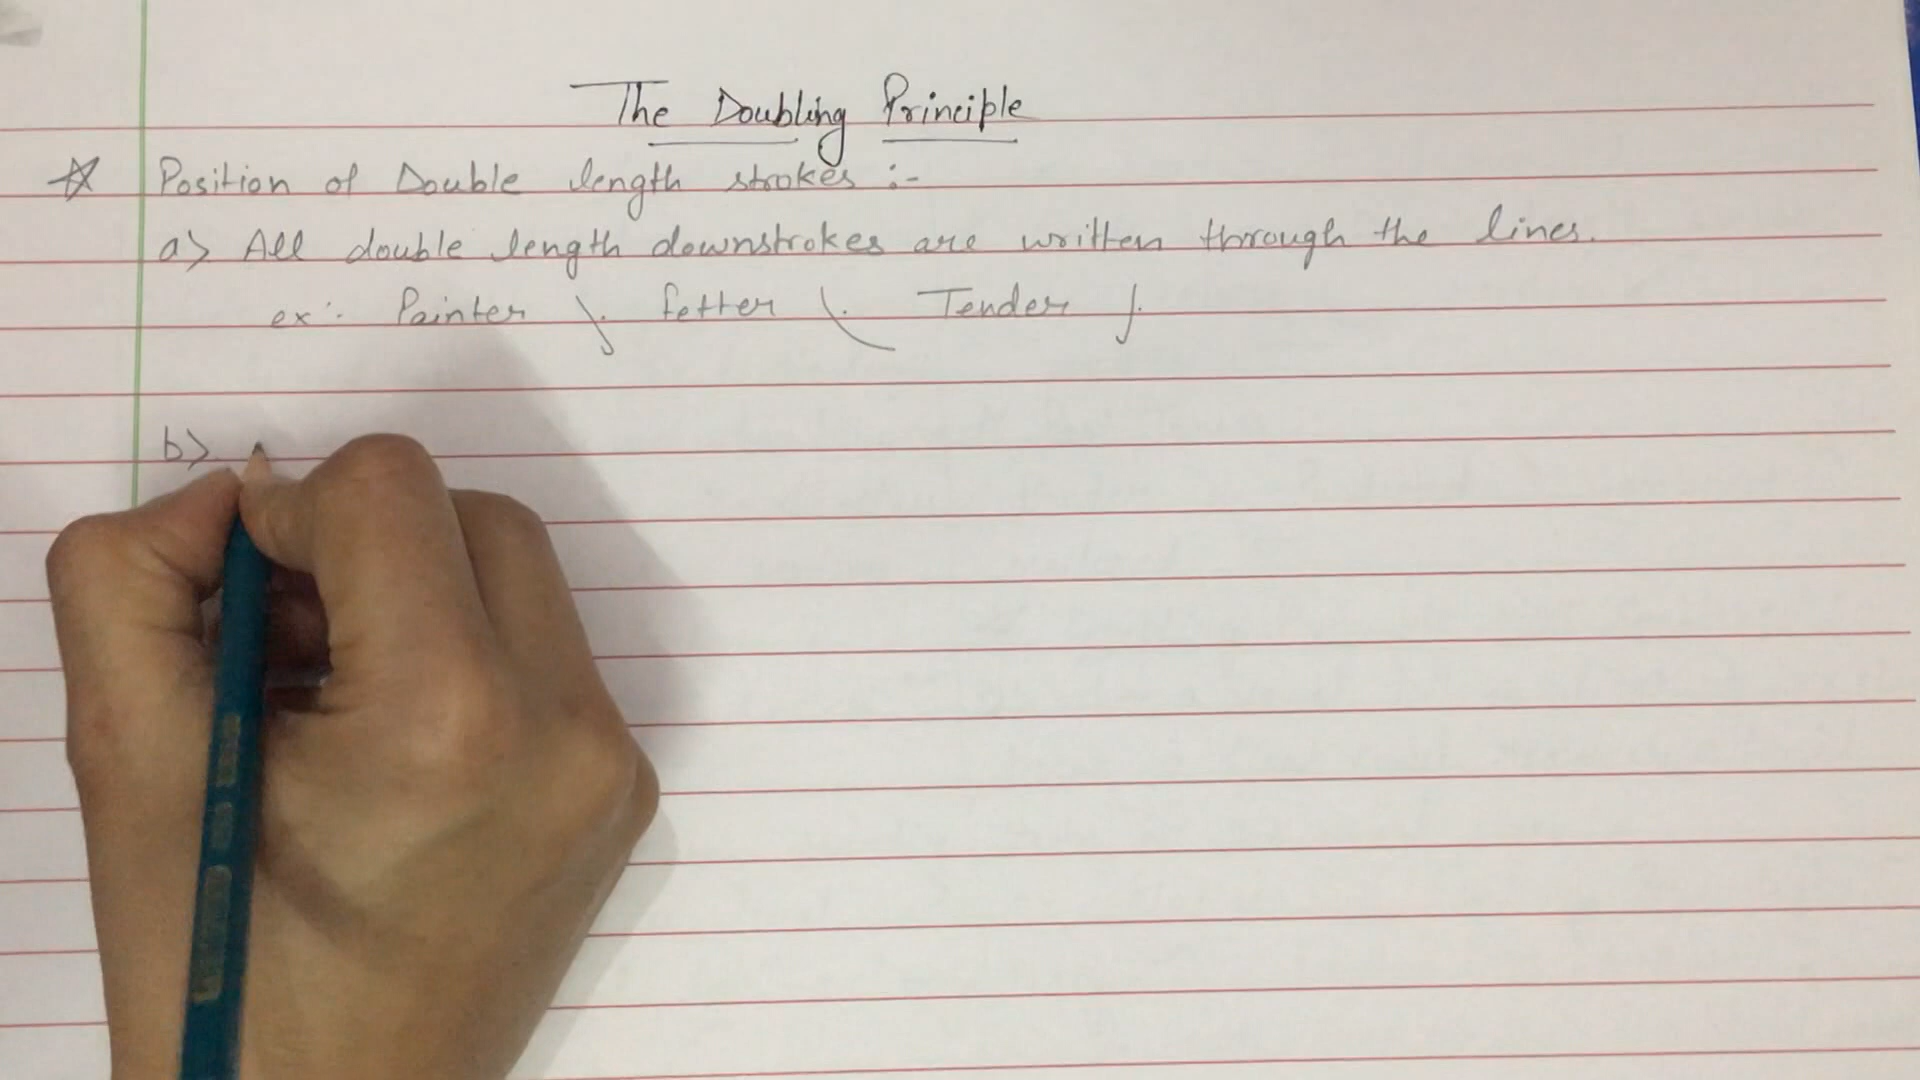 The Doubling Principle
☆ Position of Double length strokes :-
a> All double length downstrokes are written through the lines.
ex:- Painter fetter Tender
b>